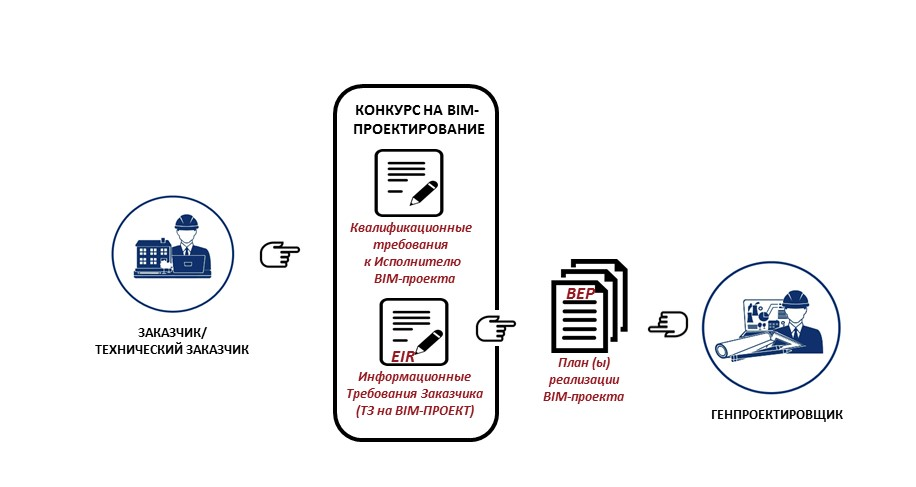 КОНКУРС НА BIM-
ПРОЕКТИРОВАНИЕ
Квалификационные
требования
к Исполнителю
BIM-проекта
EIR
Информационные
Требования Заказчика
(ТЗ на BIM-ПРОЕКТ)
ЗАКАЗЧИК/
ТЕХНИЧЕСКИЙ ЗАКАЗЧИК
BEP
План (ы)
реализации
BIM-проекта
ГЕНПРОЕКТИРОВЩИК